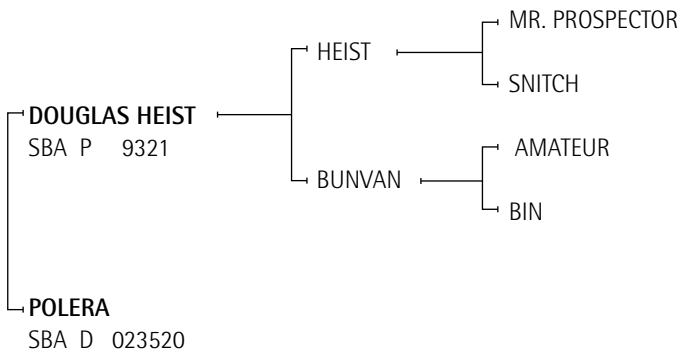 MR. PROSPECTOR
HEIST
SNITCH
DOUGLAS HEIST
SBA P 9321
AMATEUR
BUNVAN
BIN
POLERA
SBA D 023520